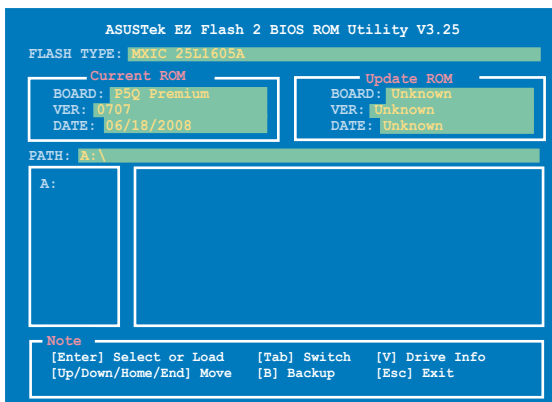 ASUSTek EZ Flash 2 BIOS ROM Utility V3.25
FLASH TYPE: MXIC 25L1605A
Current ROM
BOARD: P5Q Premium
VER: 0707
DATE: 06/18/2008
Update ROM
BOARD: Unknown
VER: Unknown
DATE: Unknown
PATH: A:\
A:
Note
[Enter] Select or Load [Tab] Switch [V] Drive Info
[Up/Down/Home/End] Move [B] Backup [Esc] Exit